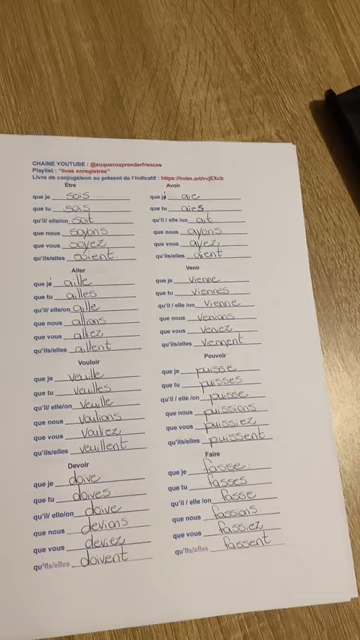 CHAINE YOUTUBE : @euqueroaprenderfrances
Playlist : "lives enregistrés"
Livre de conjugaison au présent de l'indicatif :
Être
que je sois
que tu sois
qu'il/ elle/on soit
que nous soyons
que vous soyez
qu'ils/elles soient
Avoir
que je aie
que tu aies
qu'il / elle /on ait
que nous ayons
que vous ayez
qu'ils/elles aient
Aller
que je aille
que tu ailles
qu'il/ elle/on aille
que nous allions
que vous alliez
qu'ils/elles aillent
Venir
que je vienne
que tu viennes
qu'il / elle /on vienne
que nous venions
que vous veniez
qu'ils/elles viennent
Vouloir
que je veuille
que tu veuilles
qu'il/ elle/on veuille
que nous voulions
que vous vouliez
qu'ils/elles veuillent
Pouvoir
que je puisse
que tu puisses
qu'il / elle /on puisse
que nous puissions
que vous puissiez
qu'ils/elles puissent
Devoir
que je doive
que tu doives
qu'il/ elle/on doive
que nous devions
que vous deviez
qu'ils/elles doivent
Faire
que je fasse
que tu fasses
qu'il / elle /on fasse
que nous fassions
que vous fassiez
qu'ils/elles fassent